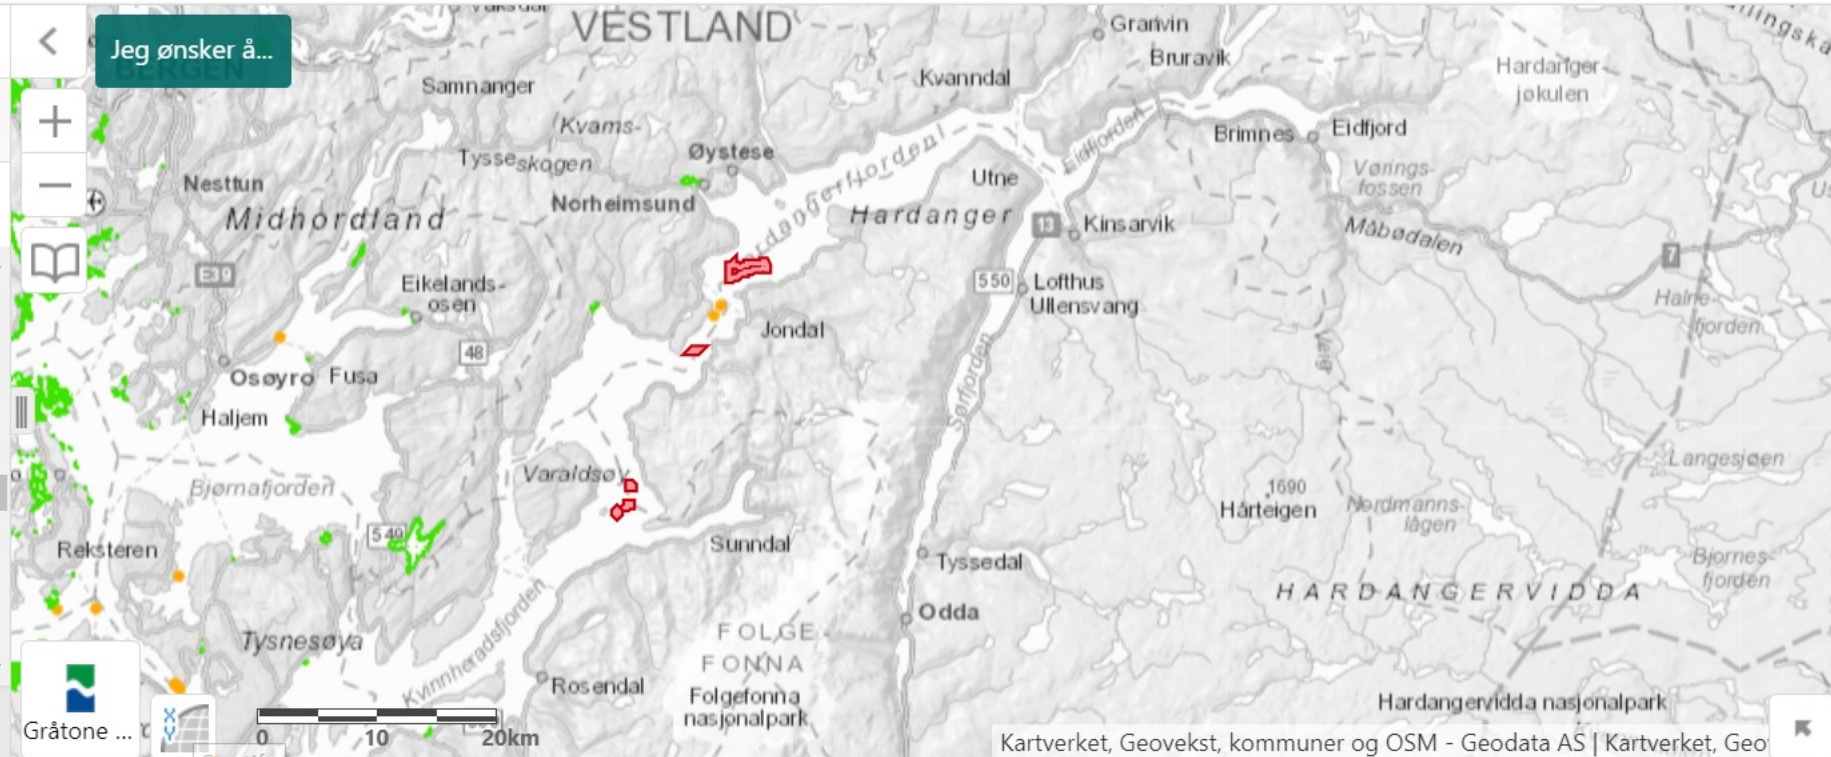 VESTLAND
Granvin
Jeg ønsker å...
Bruravik
BERGEN
Samnanger
Kvanndal
Hardanger-
jøkulen
Kvams-
skogen
Eidfjorden
Brimnes
Eidfjord
Tysse
Øystese
Vørings-
fossen
Nesttun
Utne
Norheimsund
Midhordland
Hardanger
13
Kinsarvik
Måbødalen
7
E39
Eikelands-
osen
550
Lofthus
Ullensvang
Halne-
fjorden
Jondal
48
Osøyro
Fusa
Veig
Sørfjorden
Haljem
Varaldsøy
Langesjøen
Bjørnafjorden
1690
Hårteigen
Nordmanns-
lågen
549
Reksteren
Sunndal
Tyssedal
Bjornes-
fjorden
HARDANGERVIDDA
Kvinnheradsfjorden
Odda
Tysnesøya
FOLGE-
FONNA
Rosendal
Folgefonna
nasjonalpark
Hardangervidda nasjonalpark
Gråtone ...
X
Y
0 10 20km
Kartverket, Geovekst, kommuner og OSM - Geodata AS | Kartverket, Geov